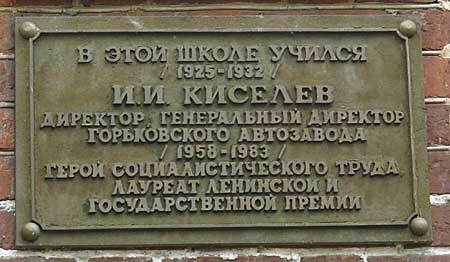 В ЭТОЙ ШКОЛЕ УЧИЛСЯ
/ 1925-1932 /
И.И. КИСЕЛЕВ
ДИРЕКТОР, ГЕНЕРАЛЬНЫЙ ДИРЕКТОР
ГОРЬКОВСКОГО АВТОЗАВОДА
/ 1958-1983 /
ГЕРОЙ СОЦИАЛИСТИЧЕСКОГО ТРУДА
ЛАУРЕАТ ЛЕНИНСКОЙ И
ГОСУДАРСТВЕННОЙ ПРЕМИИ